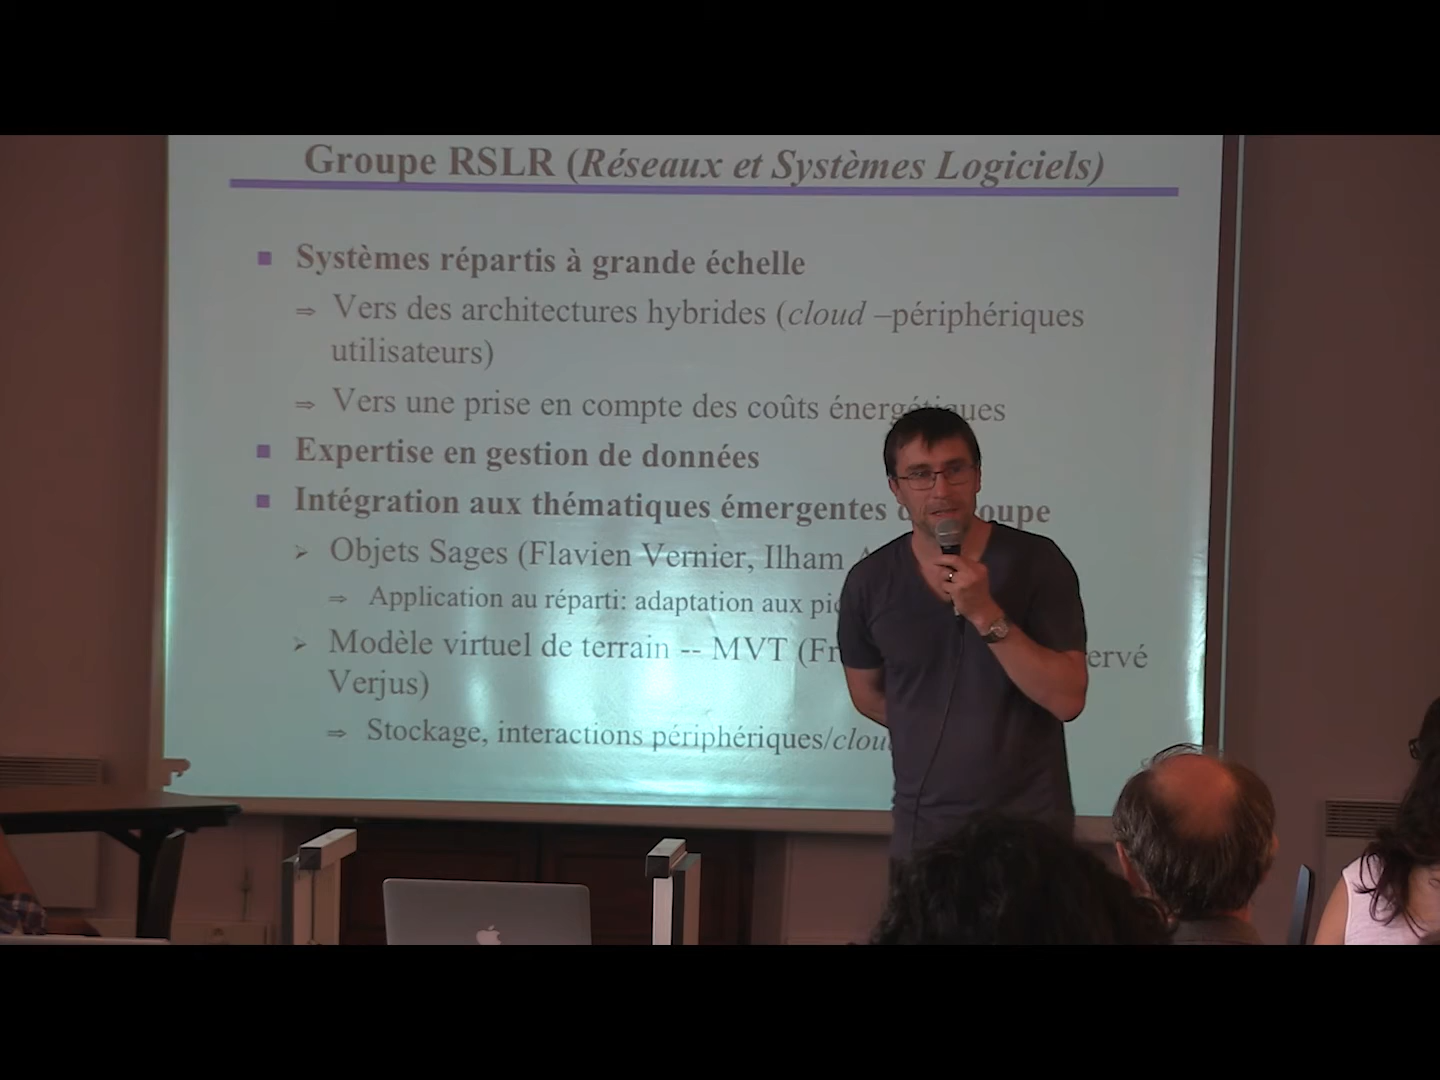 Groupe RSLR (Réseaux et Systèmes Logiciels)
Systèmes répartis à grande échelle
Vers des architectures hybrides (cloud –périphériques
utilisateurs)
Vers une prise en compte des coûts énergétiques
Expertise en gestion de données
Intégration aux thématiques émergentes
Objets Sages (Flavien Vernier, Ilham
Application au réparti: adaptation aux
Modèle virtuel de terrain -- MVT
Verjus)
Stockage, interactions périphériques/